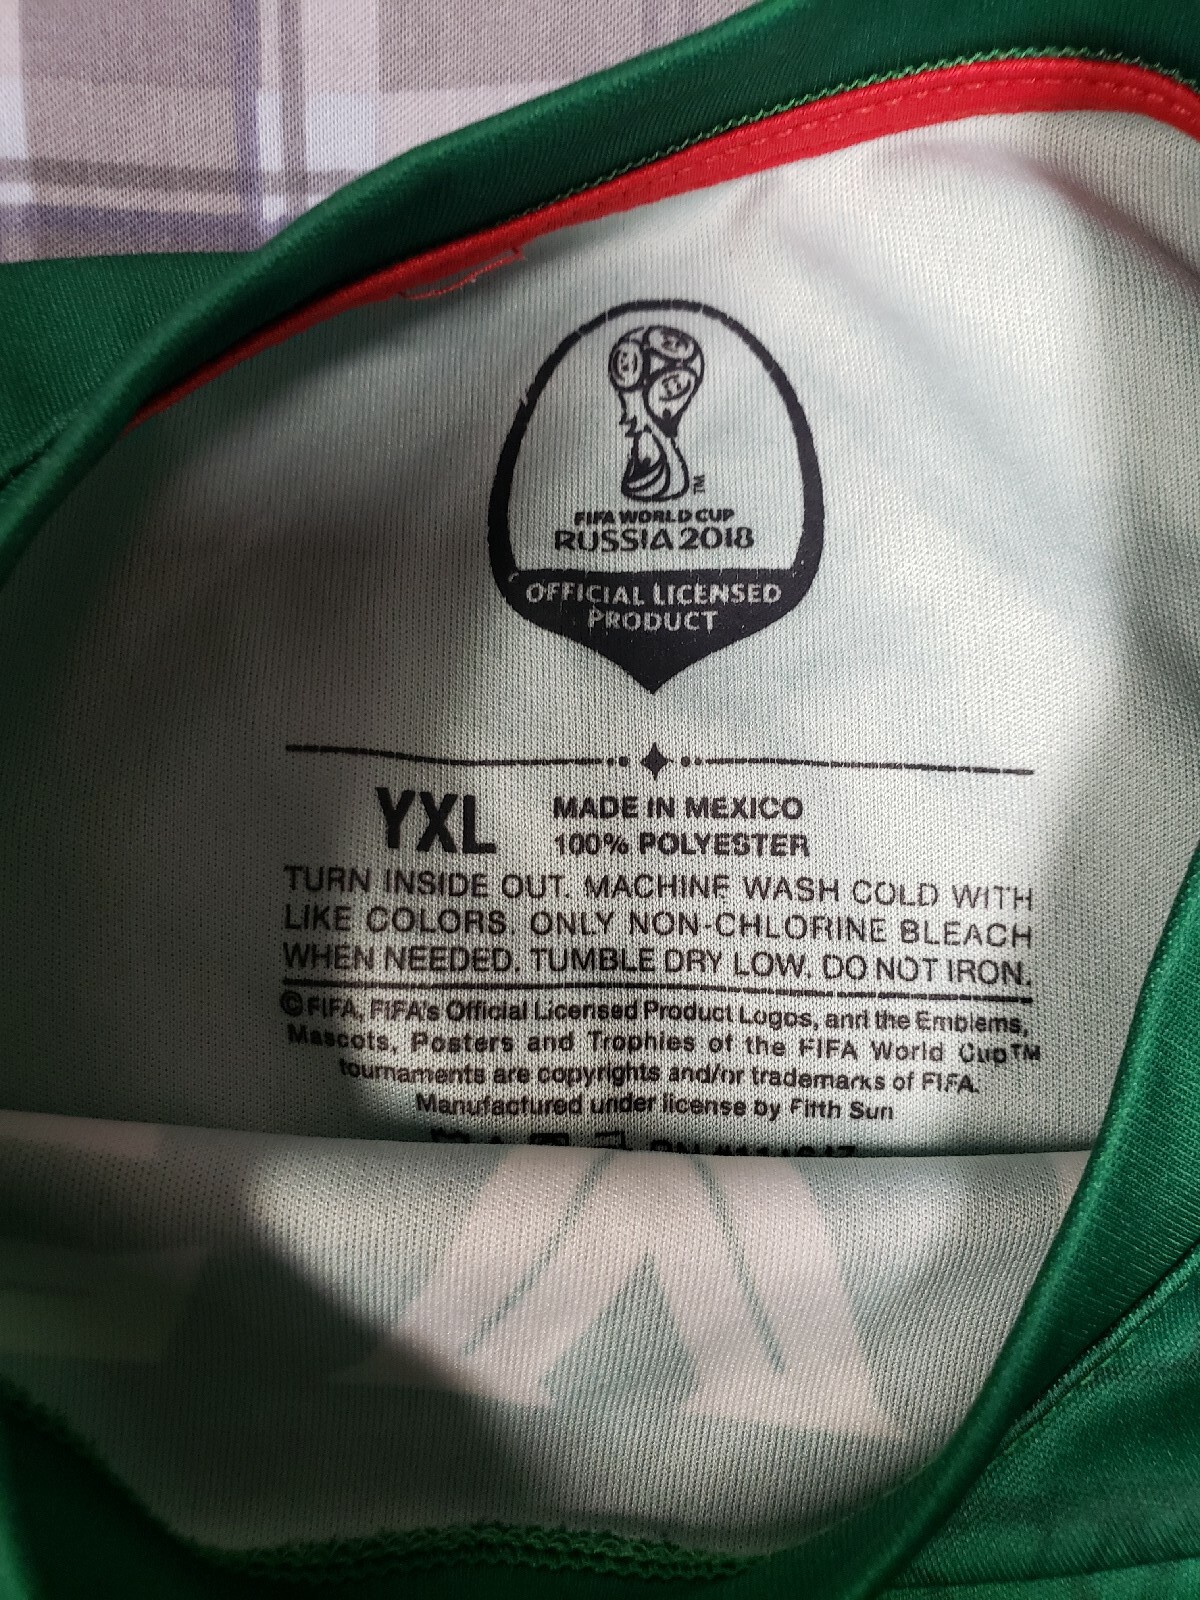 TM
FIFA WORLD CUP
RUSSIA 2018
OFFICIAL LICENSED
PRODUCT
YXL
MADE IN MEXICO
100% POLYESTER
TURN INSIDE OUT. MACHINE WASH COLD WITH
LIKE COLORS. ONLY NON-CHLORINE BLEACH
WHEN NEEDED. TUMBLE DRY LOW. DO NOT IRON.
©FIFA, FIFA's Official Licensed Product Logos, and the Emblems,
Mascots, Posters and Trophies of the FIFA World Cup™
tournaments are copyrights and/or trademarks of FIFA.
Manufactured under license by Fifth Sun